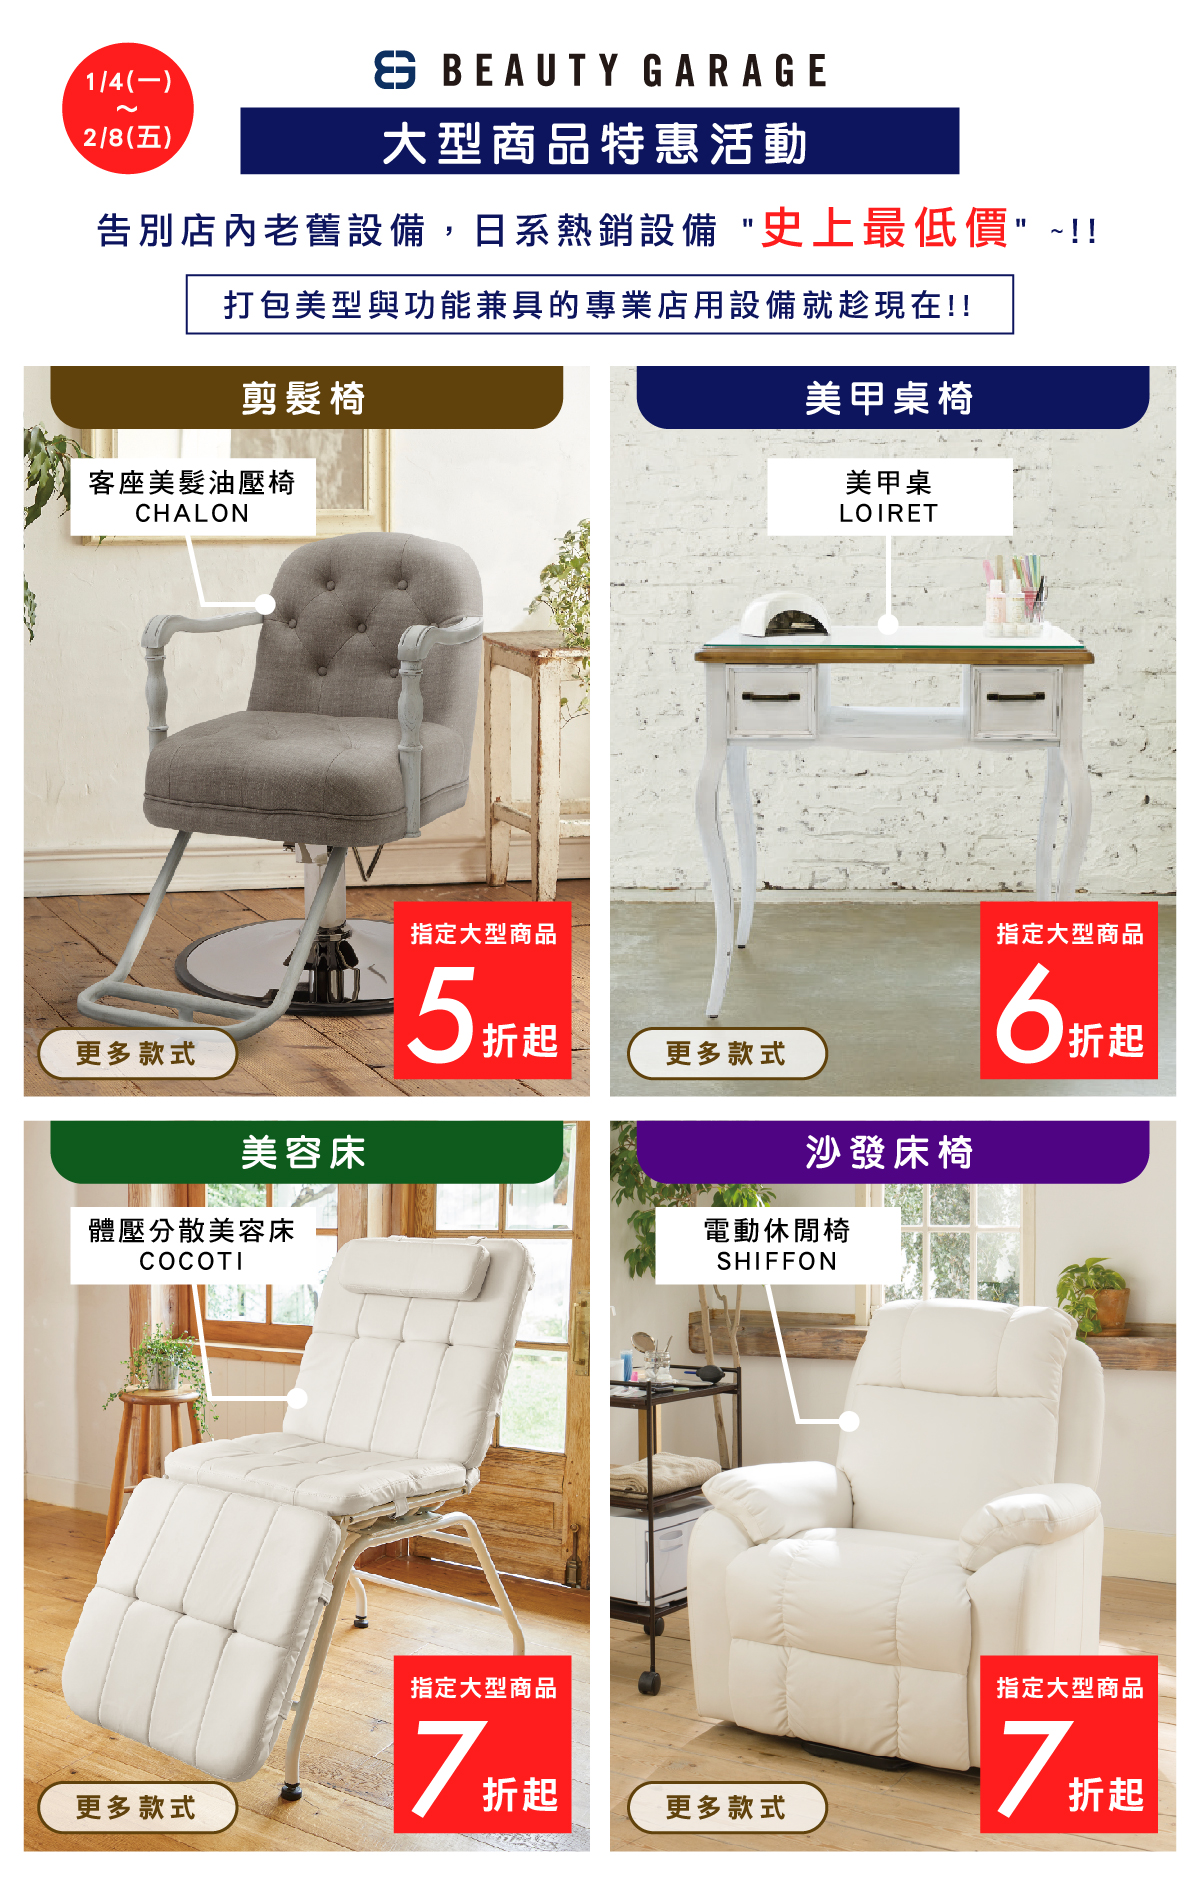 1/4(一)
～
2/8(五)
BEAUTY GARAGE
大型商品特惠活動
告別店內老舊設備，日系熱銷設備 "史上最低價" ~!!
打包美型與功能兼具的專業店用設備就趁現在!!
剪髮椅
客座美髮油壓椅
CHALON
指定大型商品
5折起
更多款式
美甲桌椅
美甲桌
LOIRET
指定大型商品
6折起
更多款式
美容床
體壓分散美容床
COCOTI
指定大型商品
7折起
更多款式
沙發床椅
電動休閒椅
SHIFFON
指定大型商品
7折起
更多款式